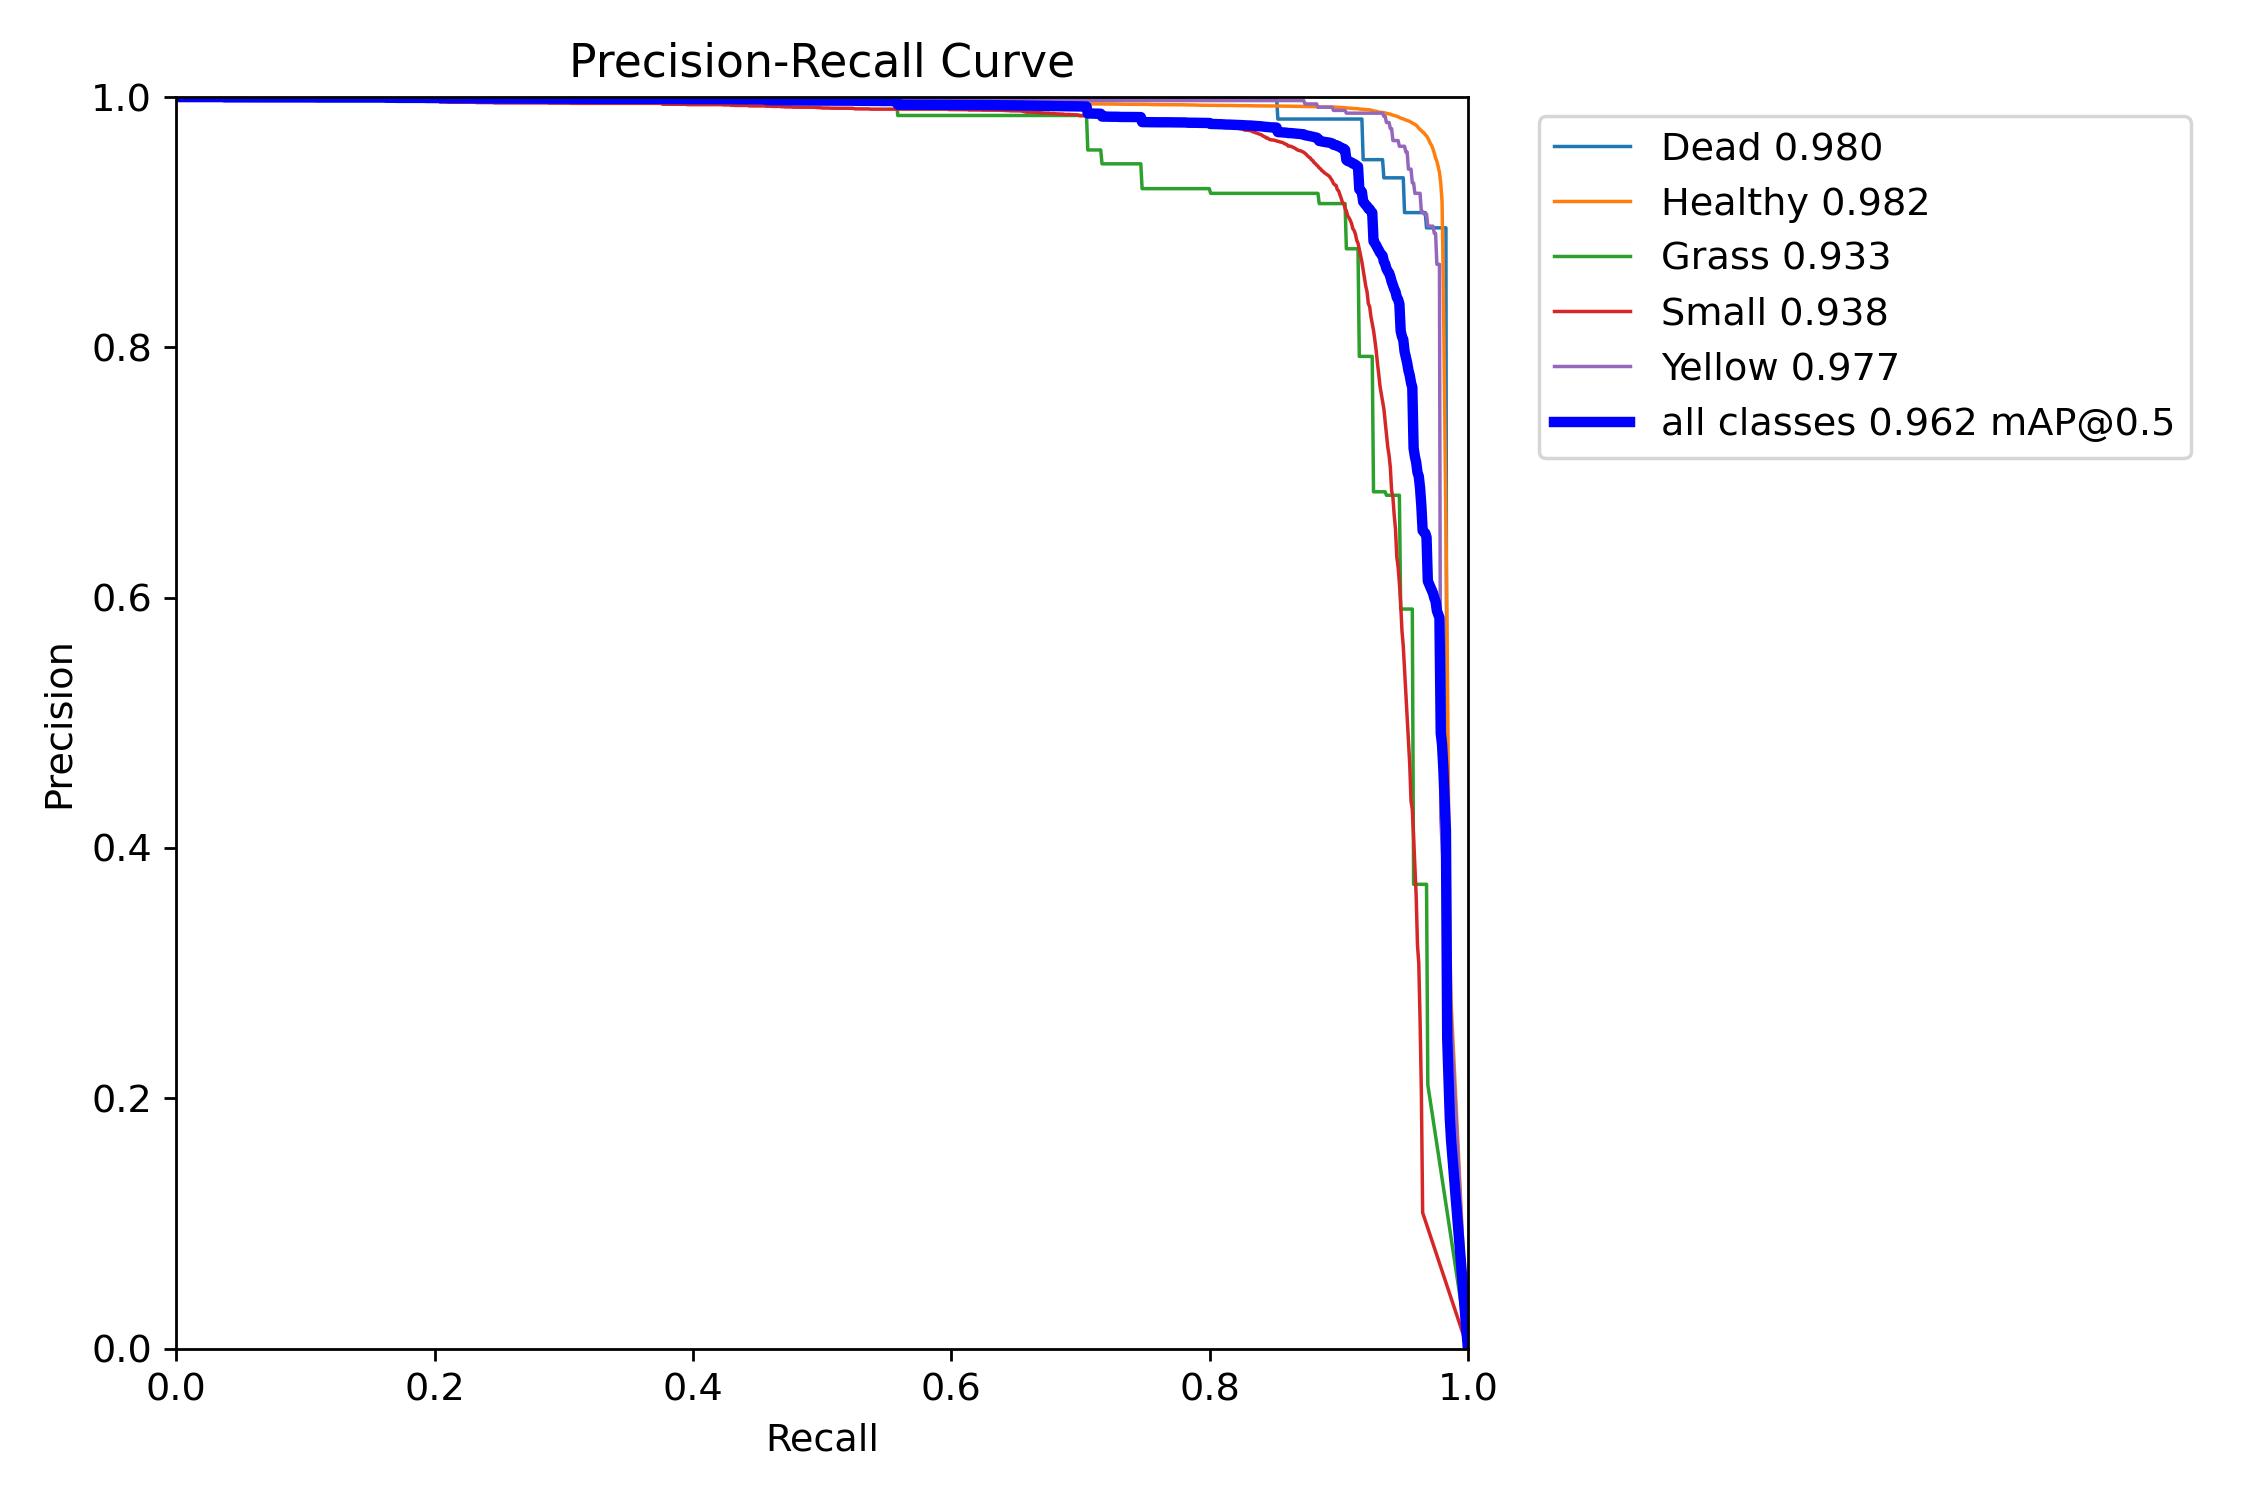 Precision-Recall Curve
1.0
0.8
0.6
0.4
0.2
0.0
Precision
0.0 0.2 0.4 0.6 0.8 1.0
Recall
Dead 0.980
Healthy 0.982
Grass 0.933
Small 0.938
Yellow 0.977
all classes 0.962 mAP@0.5